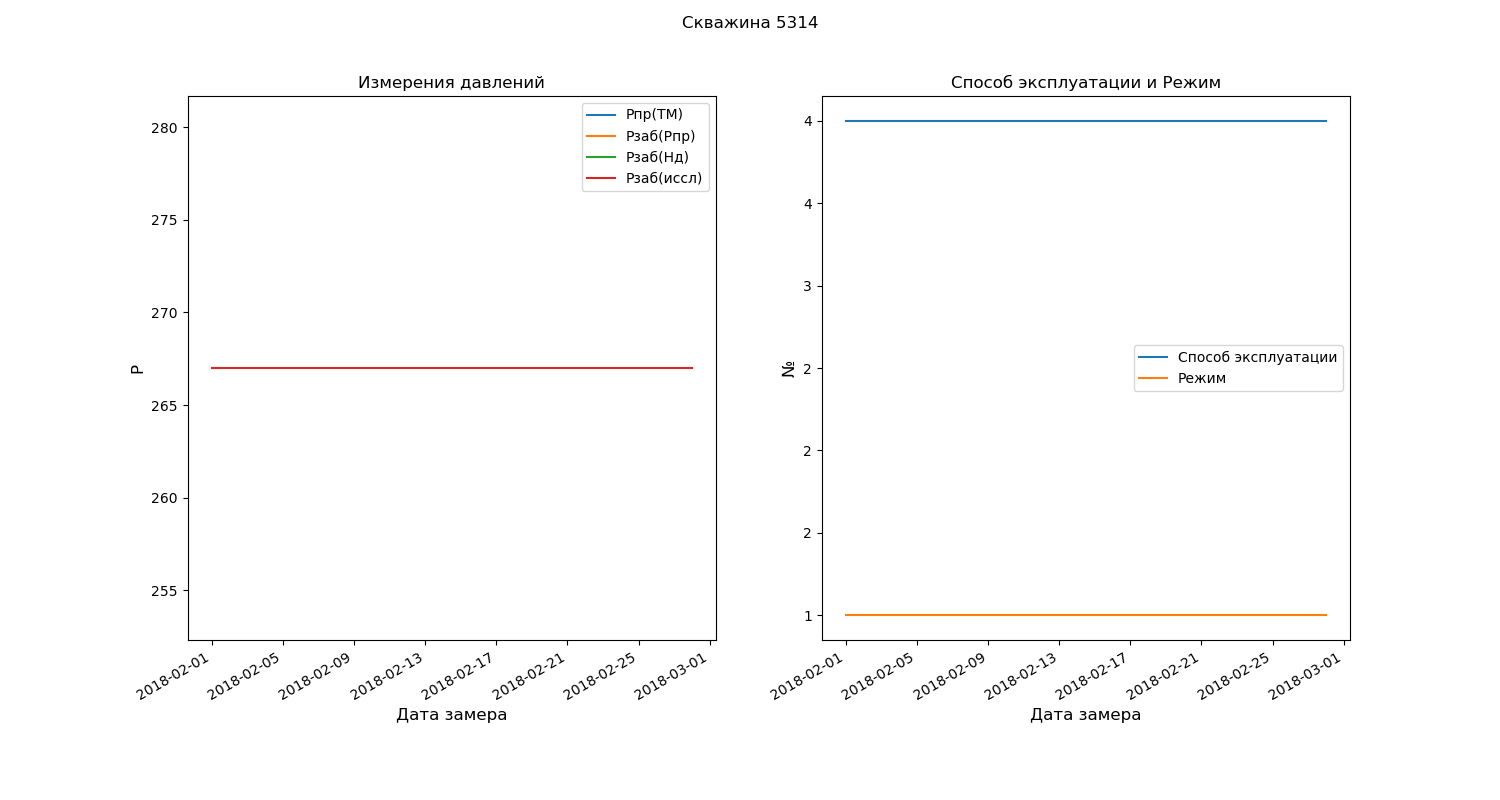 Скважина 5314
Измерения давлений
Рпр(ТМ)
Рзаб(Рпр)
Рзаб(Нд)
Рзаб(иссл)
280
275
270
265
260
255
Р
2018-02-01
2018-02-05
2018-02-09
2018-02-13
2018-02-17
2018-02-21
2018-02-25
2018-03-01
Дата замера
Способ эксплуатации и Режим
4
4
3
2
2
2
1
№
Способ эксплуатации
Режим
2018-02-01
2018-02-05
2018-02-09
2018-02-13
2018-02-17
2018-02-21
2018-02-25
2018-03-01
Дата замера